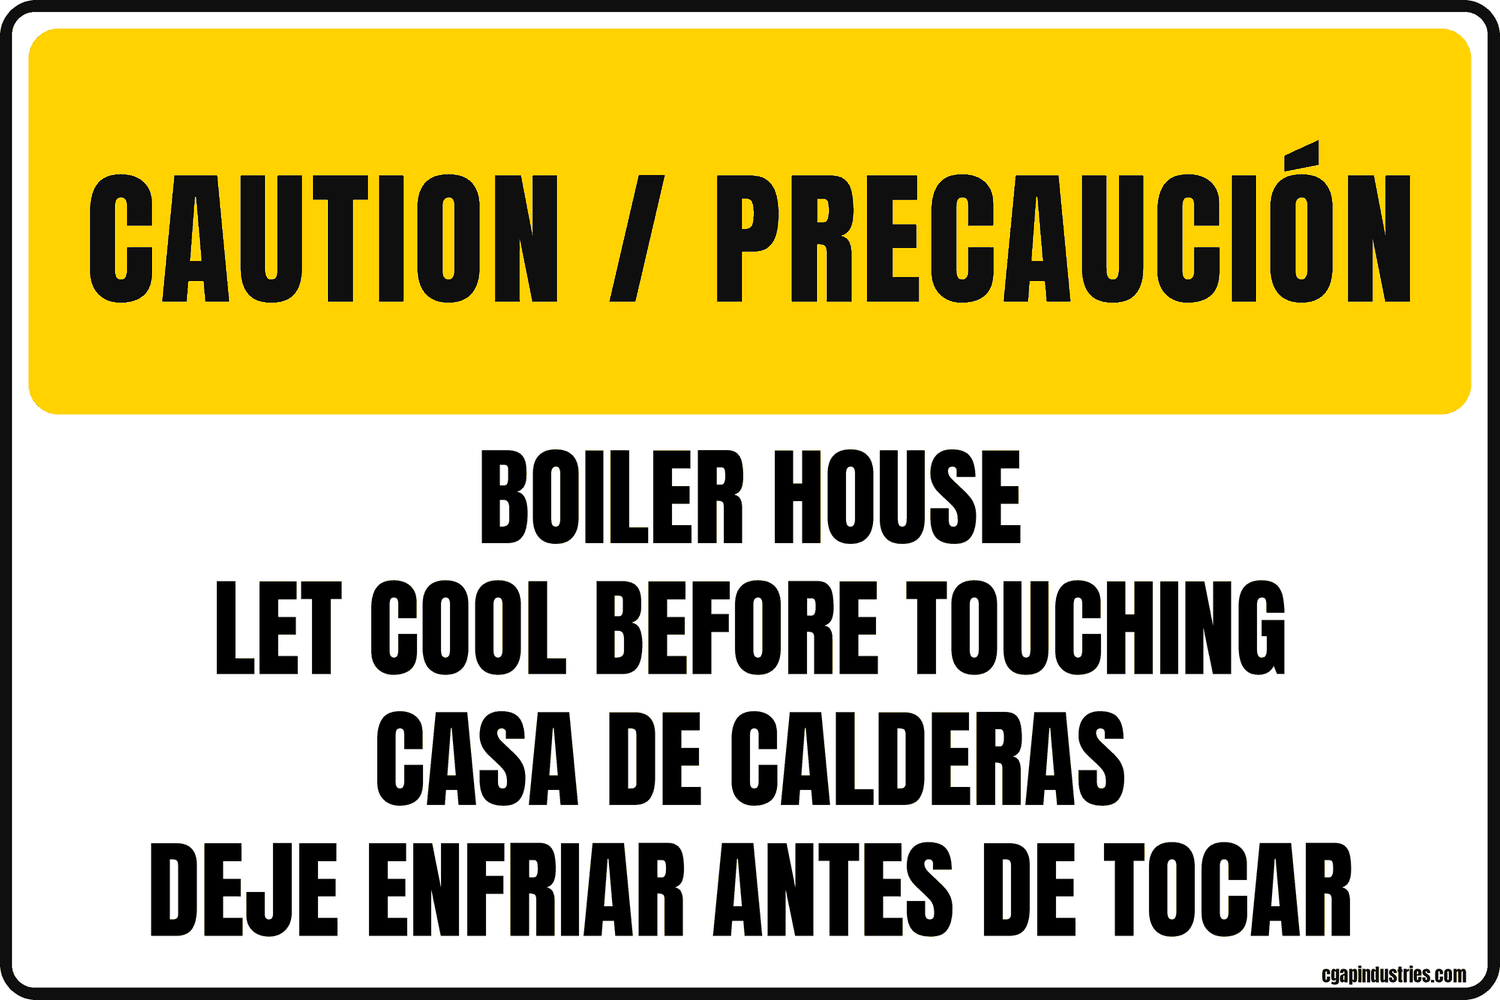 CAUTION / PRECAUCIÓN
BOILER HOUSE
LET COOL BEFORE TOUCHING
CASA DE CALDERAS
DEJE ENFRIAR ANTES DE TOCAR
cgapindustries.com